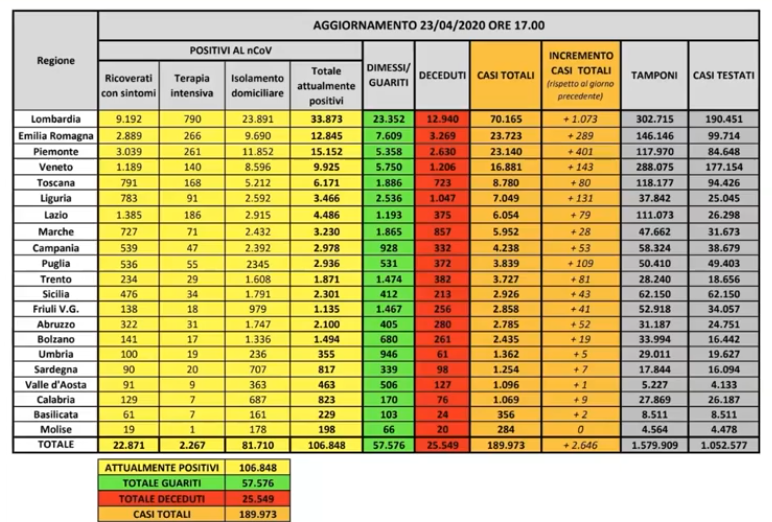 AGGIORNAMENTO 23/04/2020 ORE 17.00
Regione POSITIVI AL nCoV DIMESSI/ GUARITI DECEDUTI CASI TOTALI INCREMENTO CASI TOTALI (rispetto al giorno precedente) TAMPONI CASI TESTATI
Ricoverati con sintomi Terapia intensiva Isolamento domiciliare Totale attualmente positivi
Lombardia 9.192 790 23.891 33.873 23.352 12.940 70.165 + 1.073 302.715 190.451
Emilia Romagna 2.889 266 9.690 12.845 7.609 3.269 23.723 + 289 146.146 99.714
Piemonte 3.039 261 11.852 15.152 5.358 2.630 23.140 + 401 117.970 84.648
Veneto 1.189 140 8.596 9.925 5.750 1.206 16.881 + 143 288.075 177.154
Toscana 791 168 5.212 6.171 1.886 723 8.780 + 80 118.177 94.426
Liguria 783 91 2.592 3.466 2.536 1.047 7.049 + 131 37.842 25.045
Lazio 1.385 186 2.915 4.486 1.193 375 6.054 + 79 111.073 26.298
Marche 727 71 2.432 3.230 1.865 857 5.952 + 28 47.662 31.673
Campania 539 47 2.392 2.978 928 332 4.238 + 53 58.324 38.679
Puglia 536 55 2345 2.936 531 372 3.839 + 109 50.410 49.403
Trento 234 29 1.608 1.871 1.474 382 3.727 + 81 28.240 18.656
Sicilia 476 34 1.791 2.301 412 213 2.926 + 43 62.150 62.150
Friuli V.G. 138 18 979 1.135 1.467 256 2.858 + 41 52.918 34.057
Abruzzo 322 31 1.747 2.100 405 280 2.785 + 52 31.187 24.751
Bolzano 141 17 1.336 1.494 680 261 2.435 + 19 33.994 16.442
Umbria 100 19 236 355 946 61 1.362 + 5 29.011 19.627
Sardegna 90 20 707 817 339 98 1.254 + 7 17.844 16.094
Valle d'Aosta 91 9 363 463 506 127 1.096 + 1 5.227 4.133
Calabria 129 7 687 823 170 76 1.069 + 9 27.869 26.187
Basilicata 61 7 161 229 103 24 356 + 2 8.511 8.511
Molise 19 1 178 198 66 20 284 0 4.564 4.478
TOTALE 22.871 2.267 81.710 106.848 57.576 25.549 189.973 + 2.646 1.579.909 1.052.577
ATTUALMENTE POSITIVI 106.848
TOTALE GUARITI 57.576
TOTALE DECEDUTI 25.549
CASI TOTALI 189.973